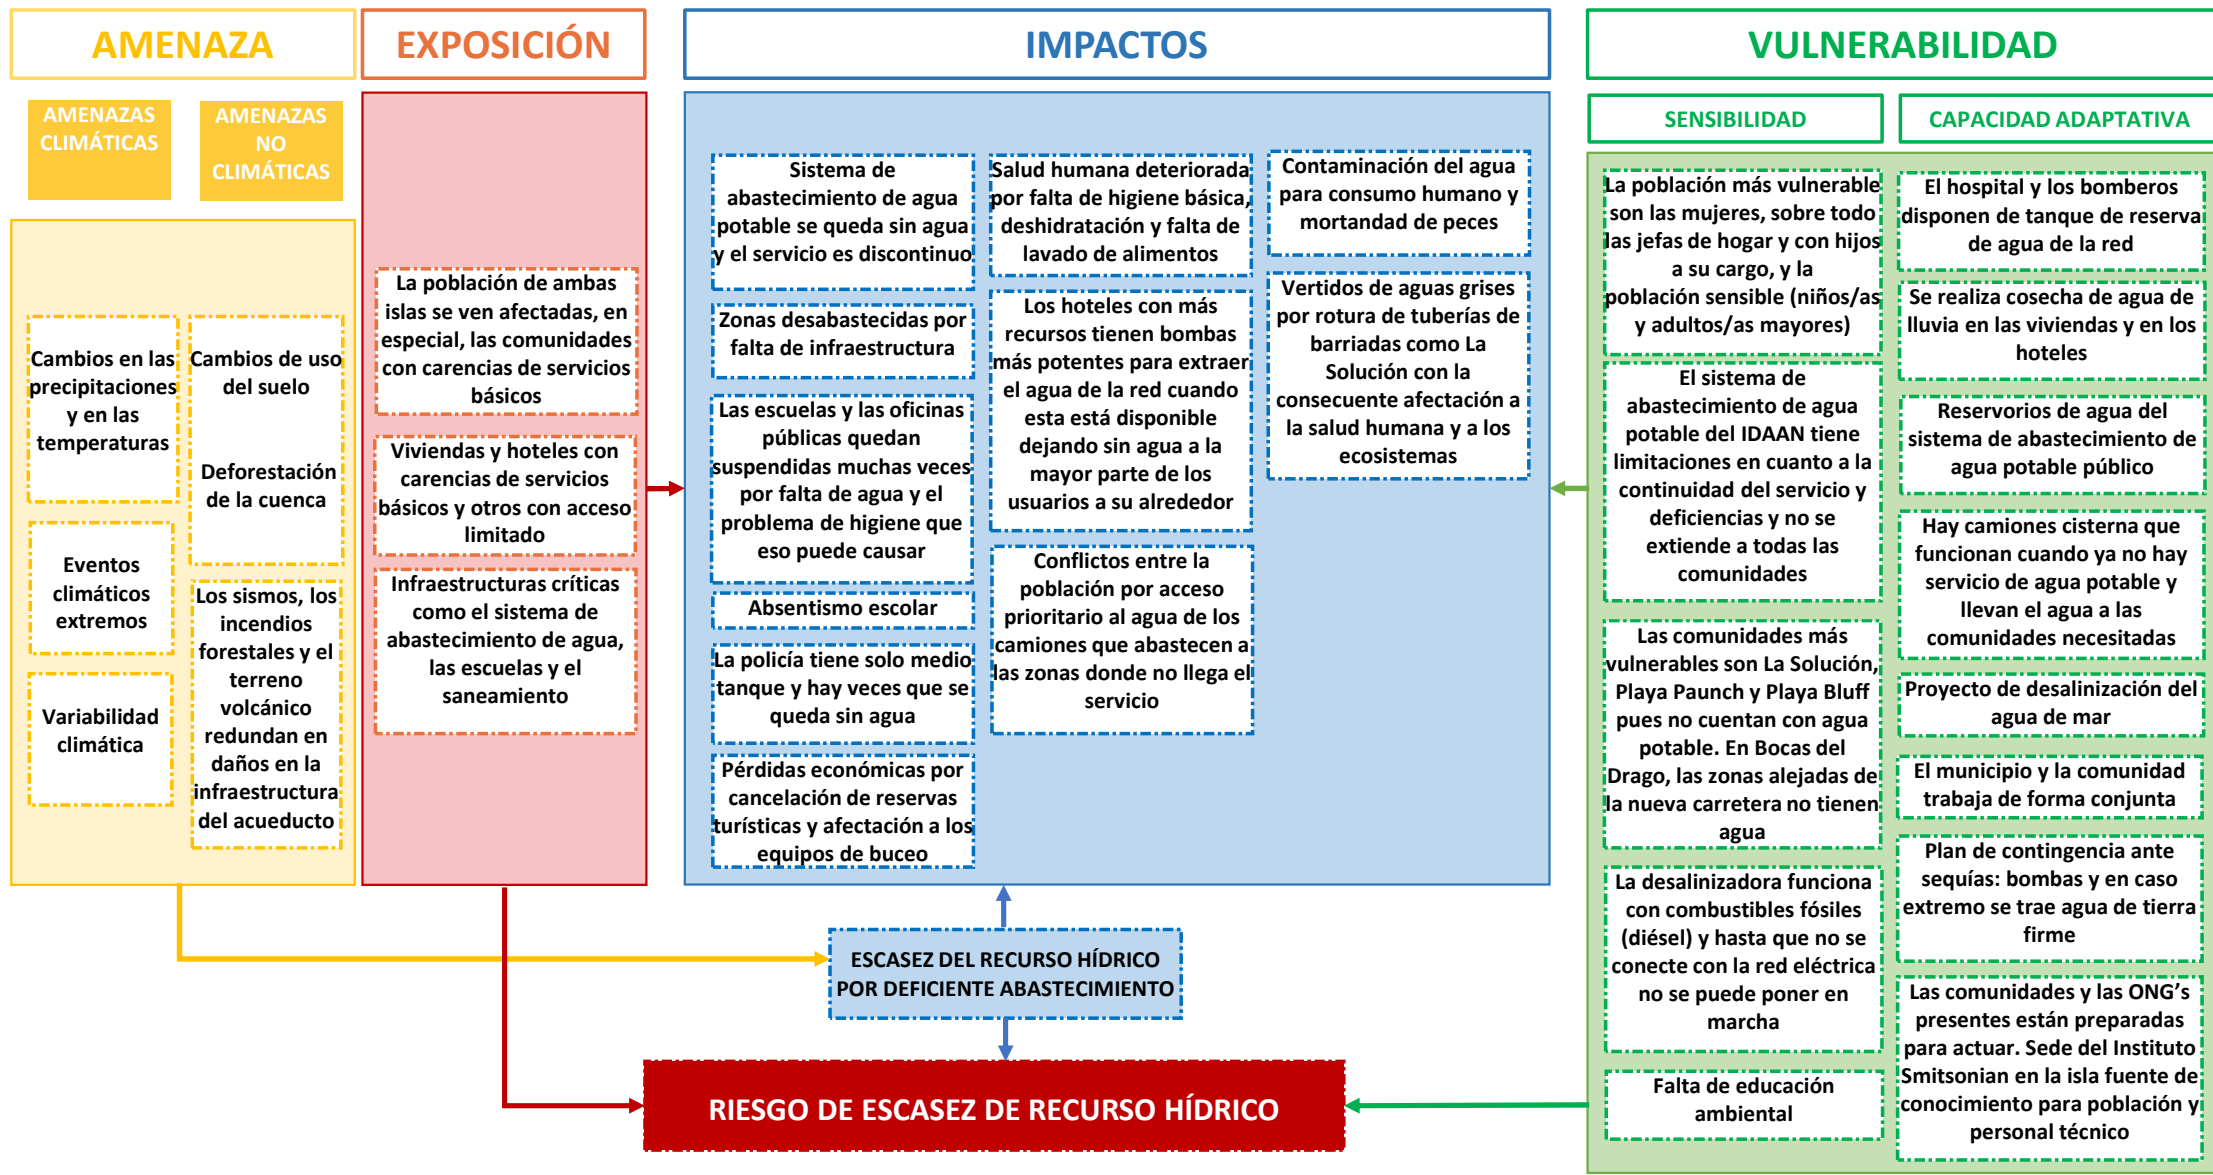 AMENAZA
AMENAZAS
CLIMÁTICAS
AMENAZAS
NO
CLIMÁTICAS
Cambios en las
precipitaciones
y en las
temperaturas
Eventos
climáticos
extremos
Variabilidad
climática
Cambios de uso
del suelo
Deforestación
de la cuenca
Los sismos, los
incendios
forestales y el
terreno
volcánico
redundan en
daños en la
infraestructura
del acueducto
EXPOSICIÓN
La población de ambas
islas se ven afectadas, en
especial, las comunidades
con carencias de servicios
básicos
Viviendas y hoteles con
carencias de servicios
básicos y otros con acceso
limitado
Infraestructuras críticas
como el sistema de
abastecimiento de agua,
las escuelas y el
saneamiento
IMPACTOS
Sistema de
abastecimiento de agua
potable se queda sin agua
y el servicio es discontinuo
Zonas desabastecidas por
falta de infraestructura
Las escuelas y las oficinas
públicas quedan
suspendidas muchas veces
por falta de agua y el
problema de higiene que
eso puede causar
Absentismo escolar
La policía tiene solo medio
tanque y hay veces que se
queda sin agua
Pérdidas económicas por
cancelación de reservas
turísticas y afectación a los
equipos de buceo
Salud humana deteriorada
por falta de higiene básica,
deshidratación y falta de
lavado de alimentos
Los hoteles con más
recursos tienen bombas
más potentes para extraer
el agua de la red cuando
esta está disponible
dejando sin agua a la
mayor parte de los
usuarios a su alrededor
Conflictos entre la
población por acceso
prioritario al agua de los
camiones que abastecen a
las zonas donde no llega el
servicio
Contaminación del agua
para consumo humano y
mortandad de peces
Vertidos de aguas grises
por rotura de tuberías de
barriadas como La
Solución con la
consecuente afectación a
la salud humana y a los
ecosistemas
VULNERABILIDAD
SENSIBILIDAD
La población más vulnerable
son las mujeres, sobre todo
las jefas de hogar y con hijos
a su cargo, y la
población sensible (niños/as
y adultos/as mayores)
El sistema de
abastecimiento de agua
potable del IDAAN tiene
limitaciones en cuanto a la
continuidad del servicio y
deficiencias y no se
extiende a todas las
comunidades
Las comunidades más
vulnerables son La Solución,
Playa Paunch y Playa Bluff
pues no cuentan con agua
potable. En Bocas del
Drago, las zonas alejadas de
la nueva carretera no tienen
agua
La desalinizadora funciona
con combustibles fósiles
(diésel) y hasta que no se
conecte con la red eléctrica
no se puede poner en
marcha
Falta de educación
ambiental
CAPACIDAD ADAPTATIVA
El hospital y los bomberos
disponen de tanque de reserva
de agua de la red
Se realiza cosecha de agua de
lluvia en las viviendas y en los
hoteles
Reservorios de agua del
sistema de abastecimiento de
agua potable público
Hay camiones cisterna que
funcionan cuando ya no hay
servicio de agua potable y
llevan el agua a las
comunidades necesitadas
Proyecto de desalinización del
agua de mar
El municipio y la comunidad
trabaja de forma conjunta
Plan de contingencia ante
sequías: bombas y en caso
extremo se trae agua de tierra
firme
Las comunidades y las ONG’s
presentes están preparadas
para actuar. Sede del Instituto
Smitsonian en la isla fuente de
conocimiento para población y
personal técnico
ESCASEZ DEL RECURSO HÍDRICO
POR DEFICIENTE ABASTECIMIENTO
RIESGO DE ESCASEZ DE RECURSO HÍDRICO